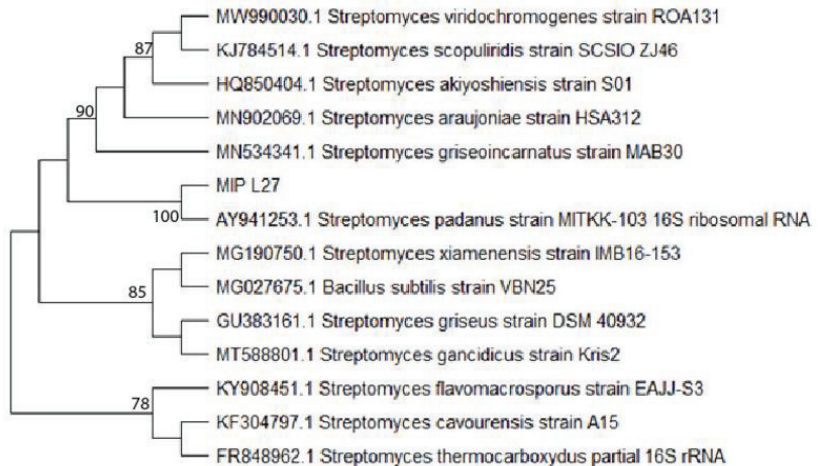 MW990030.1 Streptomyces viridochromogenes strain ROA131
87
KJ784514.1 Streptomyces scopuliridis strain SCSIO ZJ46
HQ850404.1 Streptomyces akiyoshiensis strain S01
90
MN902069.1 Streptomyces araujoniae strain HSA312
MN534341.1 Streptomyces griseoincarnatus strain MAB30
MIP L27
100
AY941253.1 Streptomyces padanus strain MITKK-103 16S ribosomal RNA
MG190750.1 Streptomyces xiamenensis strain IMB16-153
85
MG027675.1 Bacillus subtilis strain VBN25
GU383161.1 Streptomyces griseus strain DSM 40932
MT588801.1 Streptomyces gancidicus strain Kris2
KY908451.1 Streptomyces flavomacrosporus strain EAJJ-S3
78
KF304797.1 Streptomyces cavourensis strain A15
FR848962.1 Streptomyces thermocarboxydus partial 16S rRNA